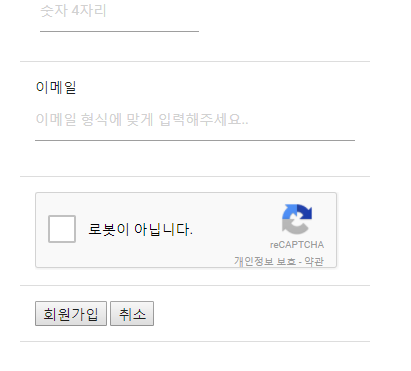 숫자 4자리
이메일
이메일 형식에 맞게 입력해주세요..
로봇이 아닙니다.
reCAPTCHA
개인정보 보호 - 약관
회원가입 취소